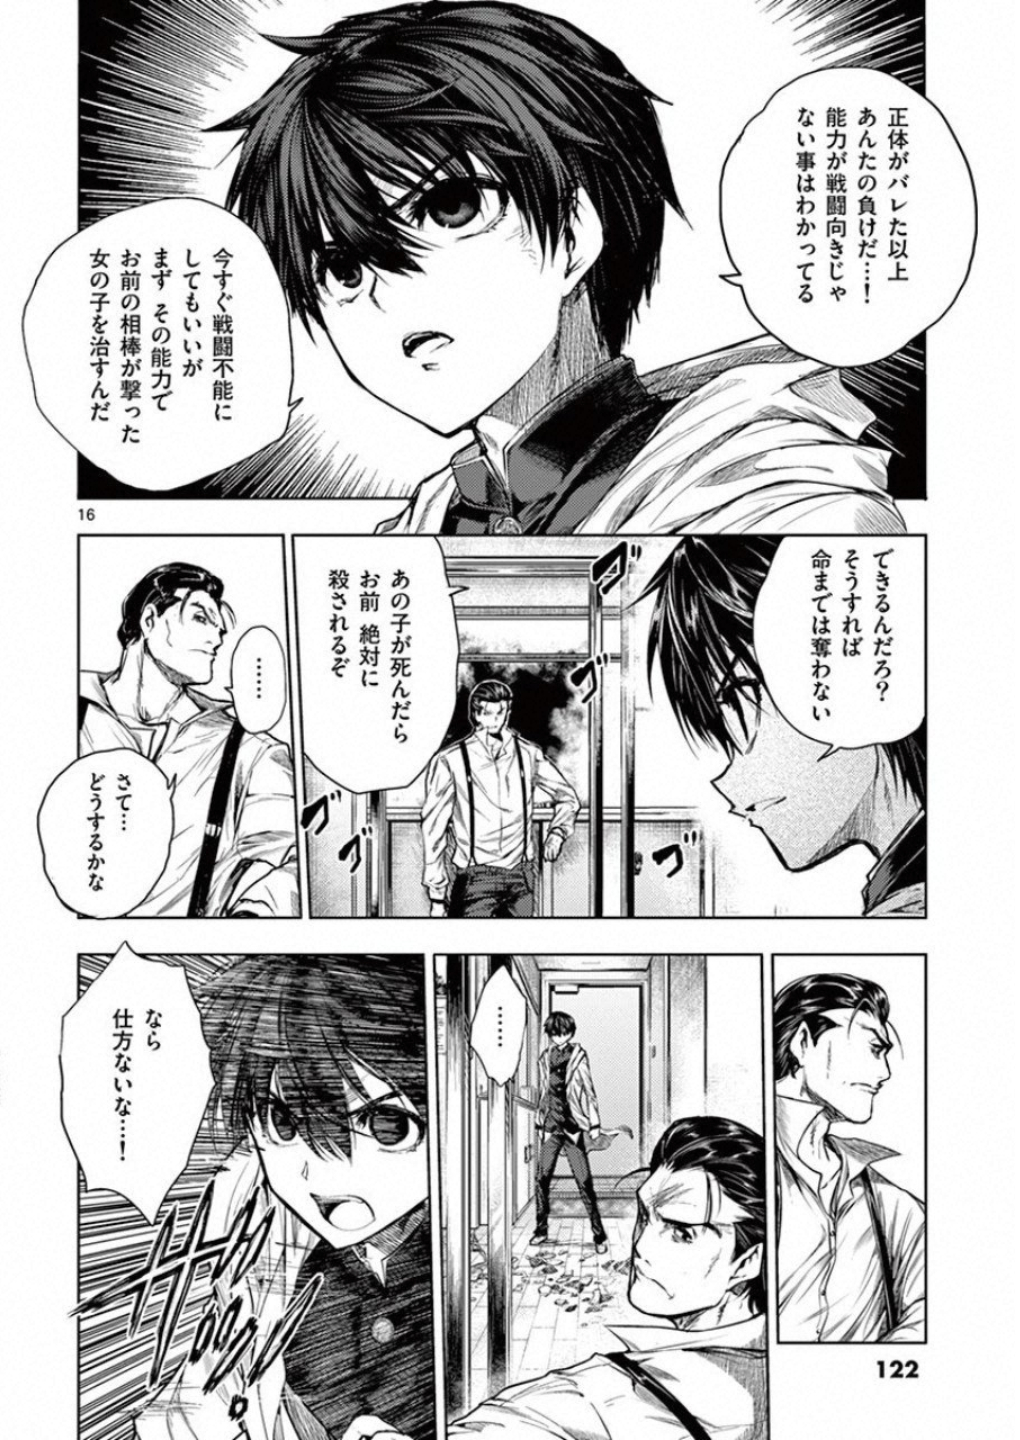 正体がバレた以上
あんたの負けだ…！
能力が戦闘向きじゃ
ない事はわかってる
今すぐ戦闘不能に
してもいいが
まず その能力で
お前の相棒が撃った
女の子を治すんだ
16
できるんだろ？
そうすれば
命までは奪わない
ゴゴ
ゴゴ
あの子が死んだら
お前 絶対に
殺されるぞ
……
さて…
どうするかな
……
なら
仕方ないな…！
122